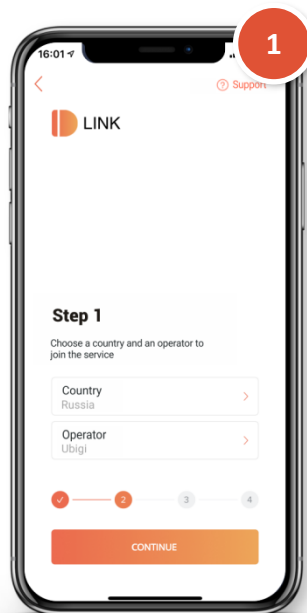 1
16:01
Support
LINK
Step 1
Choose a country and an operator to
join the service
Country
Russia
Operator
Ubigi
2
3
4
CONTINUE